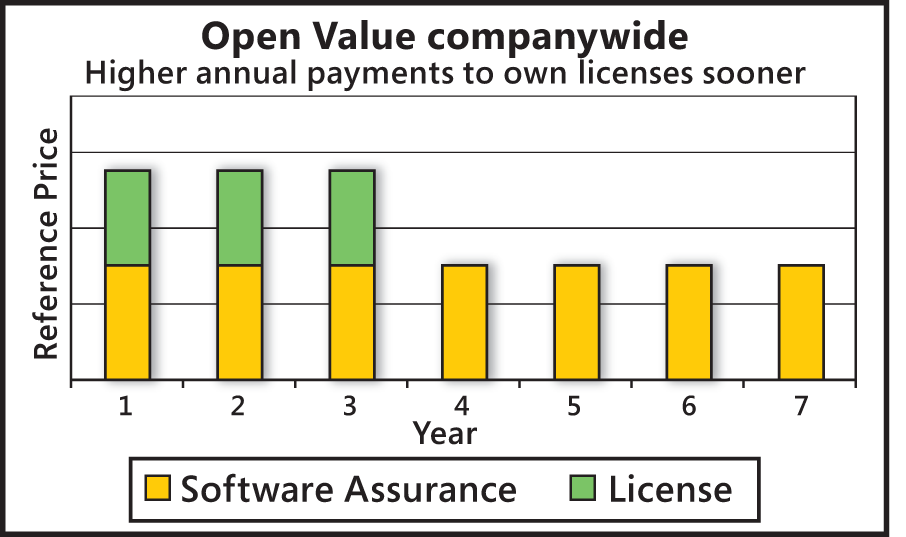 Open Value companywide
Higher annual payments to own licenses sooner
Reference Price
1 2 3 4 5 6 7
Year
Software Assurance License